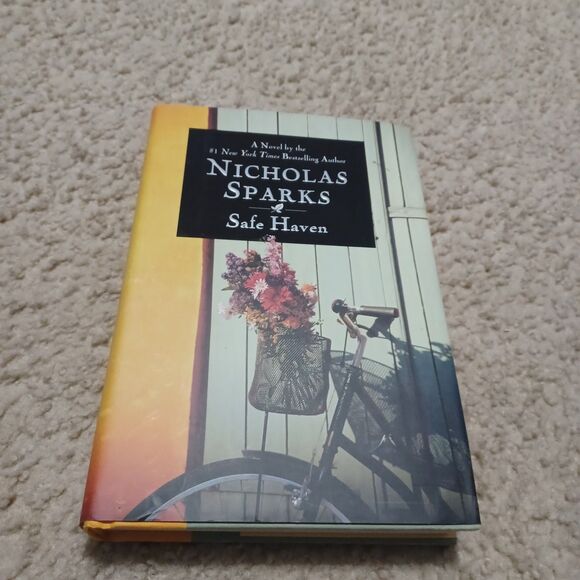 A Novel by the
#1 New York Times Bestselling Author
NICHOLAS
SPARKS
Safe Haven